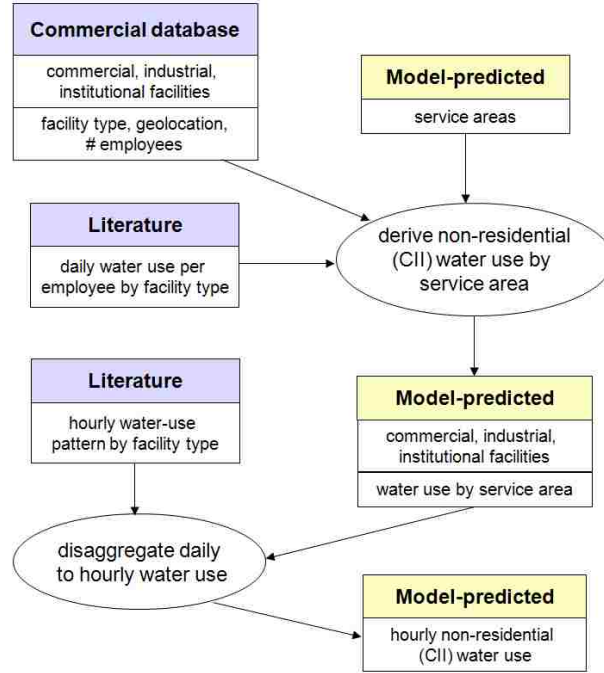 Commercial database
commercial, industrial,
institutional facilities
facility type, geolocation,
# employees
Model-predicted
service areas
Literature
daily water use per
employee by facility type
derive non-residential
(CII) water use by
service area
Literature
hourly water-use
pattern by facility type
Model-predicted
commercial, industrial,
institutional facilities
water use by service area
disaggregate daily
to hourly water use
Model-predicted
hourly non-residential
(CII) water use